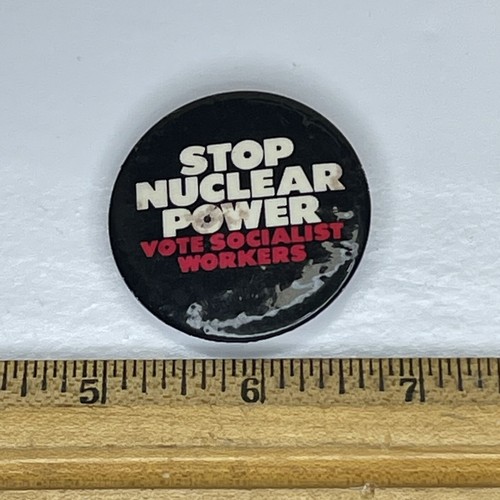 STOP
NUCLEAR
POWER
VOTE SOCIALIST
WORKERS
5 6 7